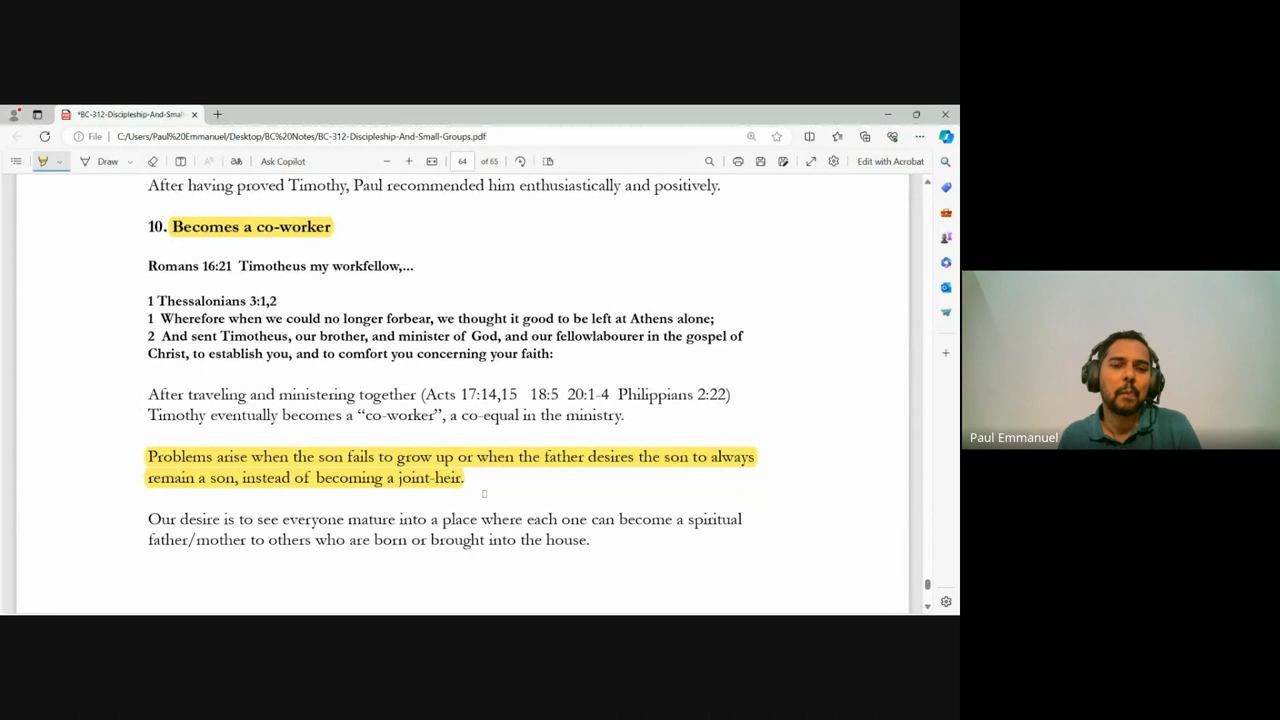 *BC-312-Discipleship-And-Small
File
C:/Users/Paul%20Emmanuel/Desktop/BC%20Notes/BC-312-Discipleship-And-Small-Groups.pdf
Draw
Ask Copilot
64 of 65
Edit with Acrobat
After having proved Timothy, Paul recommended him enthusiastically and positively.
10. Becomes a co-worker
Romans 16:21 Timotheus my workfellow,...
1 Thessalonians 3:1,2
1 Wherefore when we could no longer forbear, we thought it good to be left at Athens alone;
2 And sent Timotheus, our brother, and minister of God, and our fellowlabourer in the gospel of
Christ, to establish you, and to comfort you concerning your faith:
After traveling and ministering together (Acts 17:14,15 18:5 20:1-4 Philippians 2:22)
Timothy eventually becomes a “co-worker”, a co-equal in the ministry.
Problems arise when the son fails to grow up or when the father desires the son to always
remain a son, instead of becoming a joint-heir.
Our desire is to see everyone mature into a place where each one can become a spiritual
father/mother to others who are born or brought into the house.
Paul Emmanuel